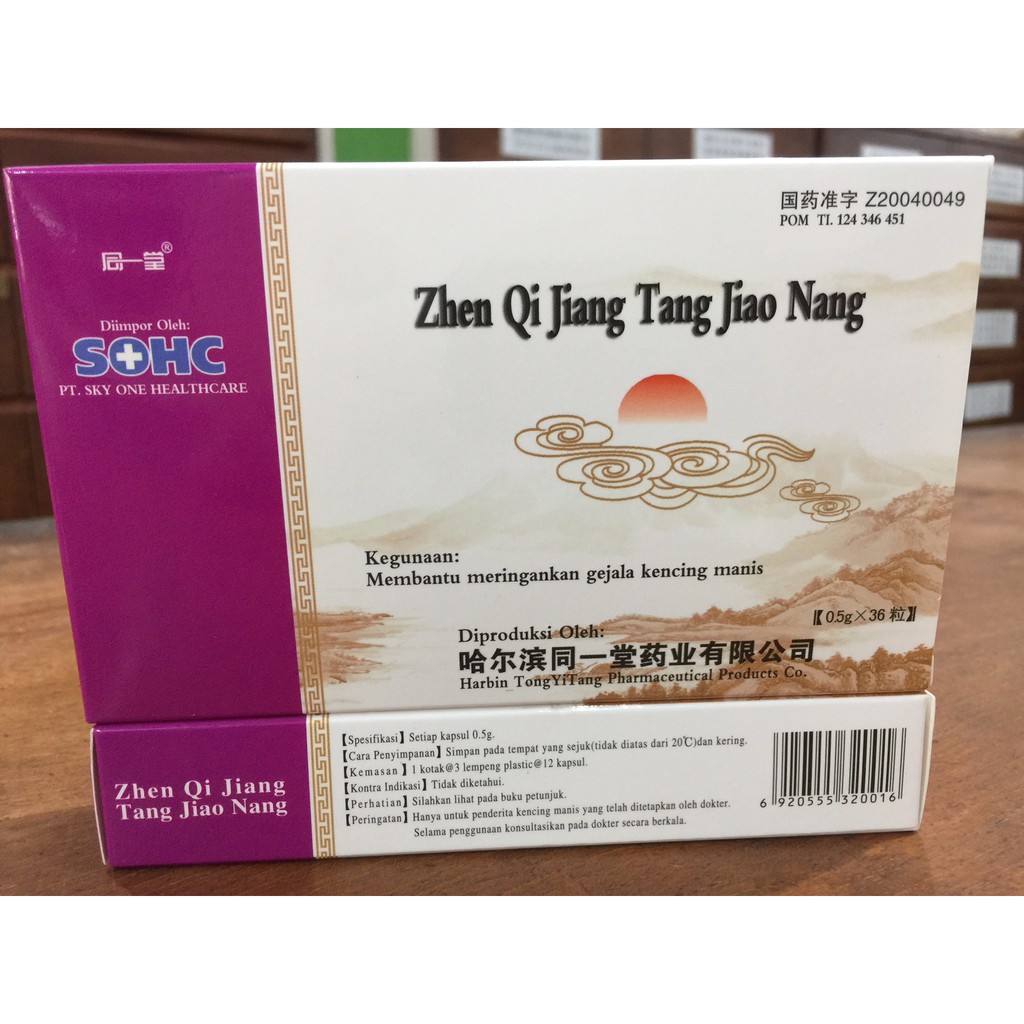 同一堂®
Diimpor Oleh:
SOHC
PT. SKY ONE HEALTHCARE
国药准字 Z20040049
POM TI. 124 346 451
Zhen Qi Jiang Tang Jiao Nang
Kegunaan:
Membantu meringankan gejala kencing manis
【0.5g×36 粒】
Diproduksi Oleh:
哈尔滨同一堂药业有限公司
Harbin TongYiTang Pharmaceutical Products Co.
Zhen Qi Jiang
Tang Jiao Nang
【Spesifikasi】Setiap kapsul 0.5g.
【Cara Penyimpanan】Simpan pada tempat yang sejuk(tidak diatas dari 20℃)dan kering.
【Kemasan】1 kotak@3 lempeng plastic@12 kapsul.
【Kontra Indikasi】Tidak diketahui.
【Perhatian】Silahkan lihat pada buku petunjuk.
【Peringatan】Hanya untuk penderita kencing manis yang telah ditetapkan oleh dokter.
Selama penggunaan konsultasikan pada dokter secara berkala.
6 920555 320016